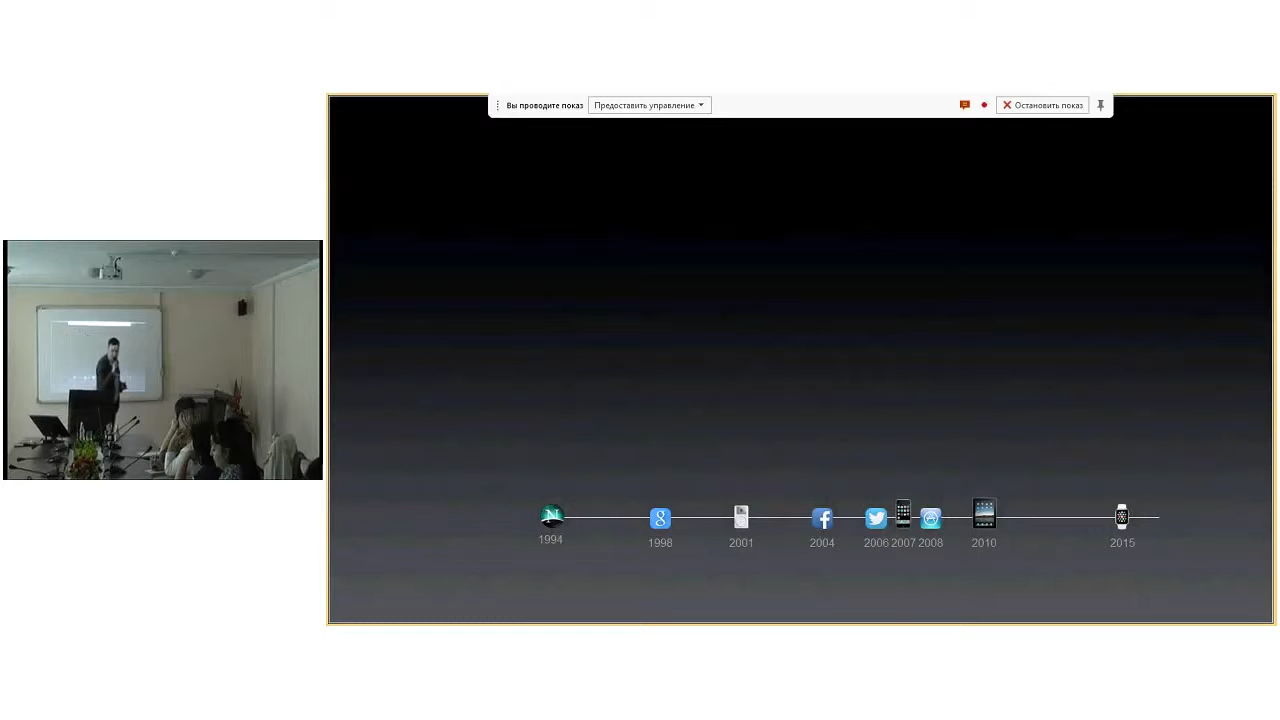 Вы проводите показ
Предоставить управление
Остановить показ
N
g
f
1994
1998
2001
2004
2006
2007
2008
2010
2015